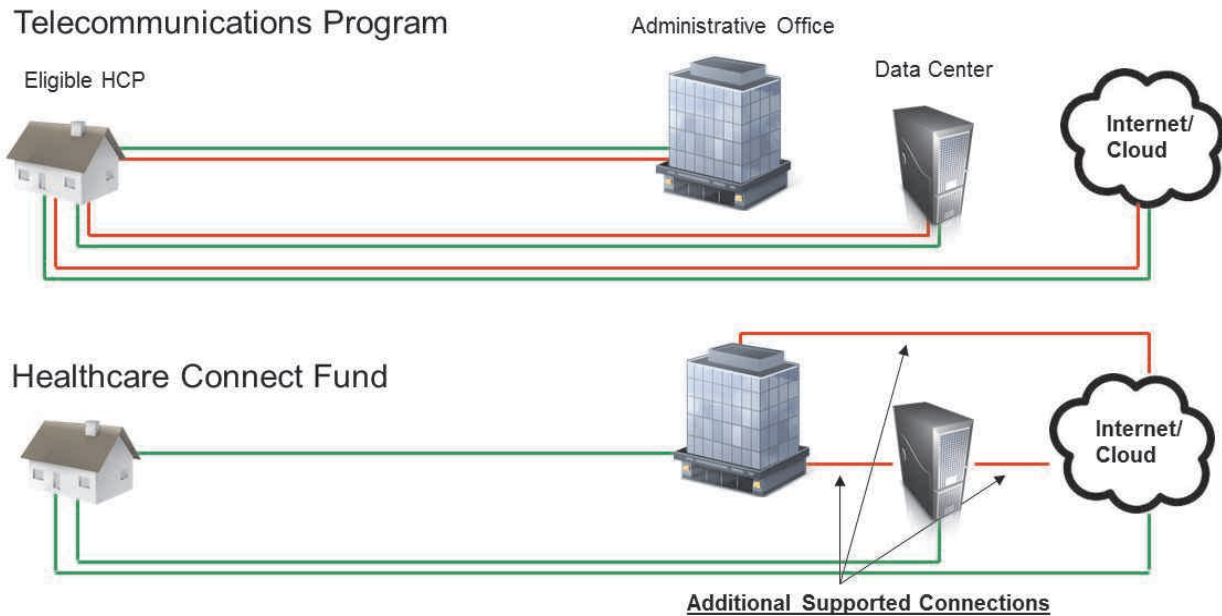 Telecommunications Program
Administrative Office
Eligible HCP
Data Center
Internet/
Cloud
Healthcare Connect Fund
Internet/
Cloud
Additional Supported Connections